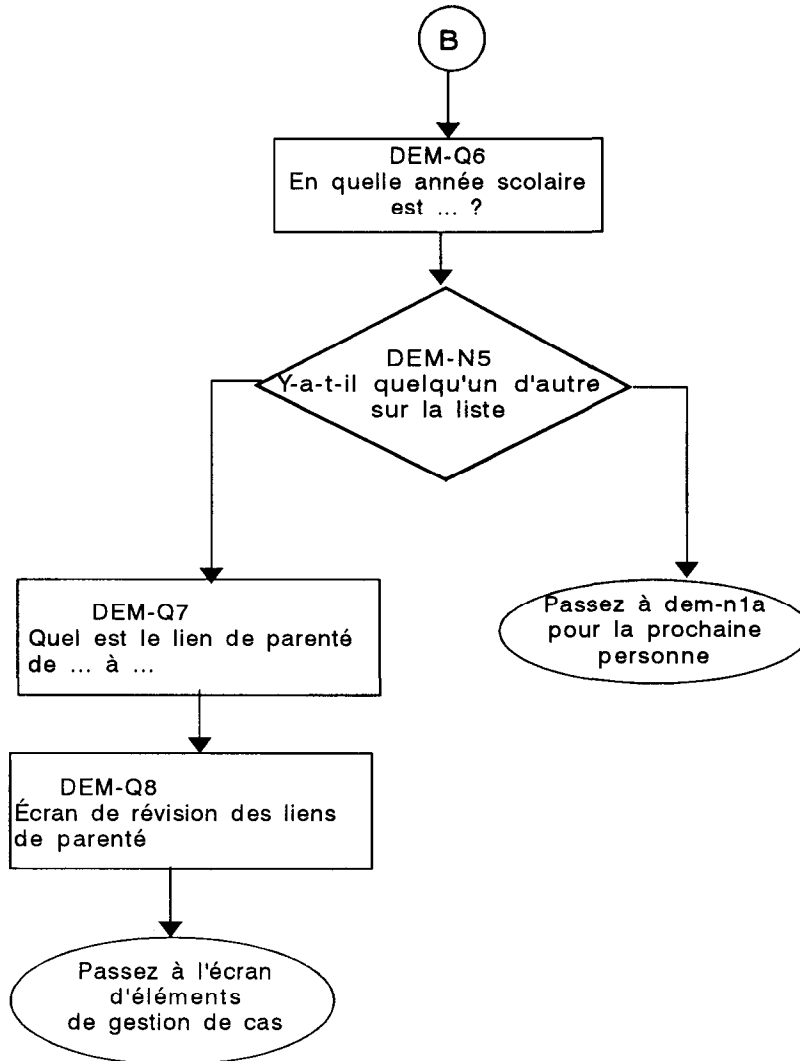 B
DEM-Q6
En quelle année scolaire
est ... ?
DEM-N5
Y-a-t-il quelqu'un d'autre
sur la liste
DEM-Q7
Quel est le lien de parenté
de ... à ...
Passez à dem-n1a
pour la prochaine
personne
DEM-Q8
Écran de révision des liens
de parenté
Passez à l'écran
d'éléments
de gestion de cas